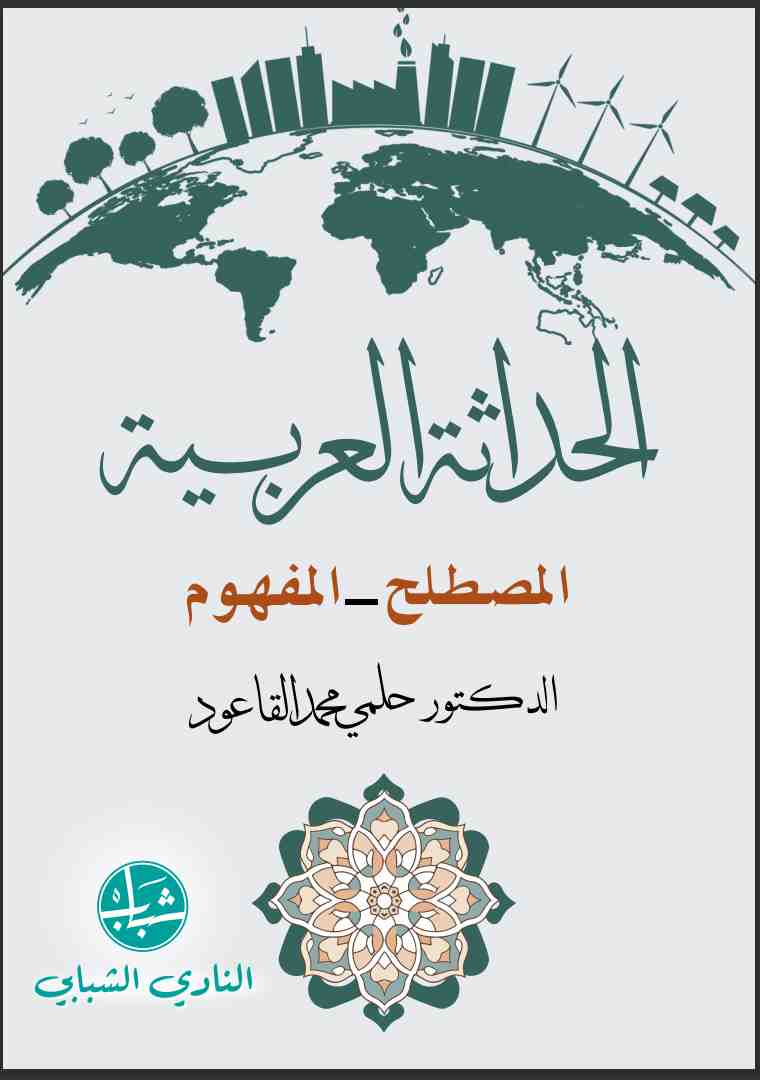 الحداثة العربية
المصطلح - المفهوم
الدكتور حلمي محمد القاعود
شباب
النادي الشبابي